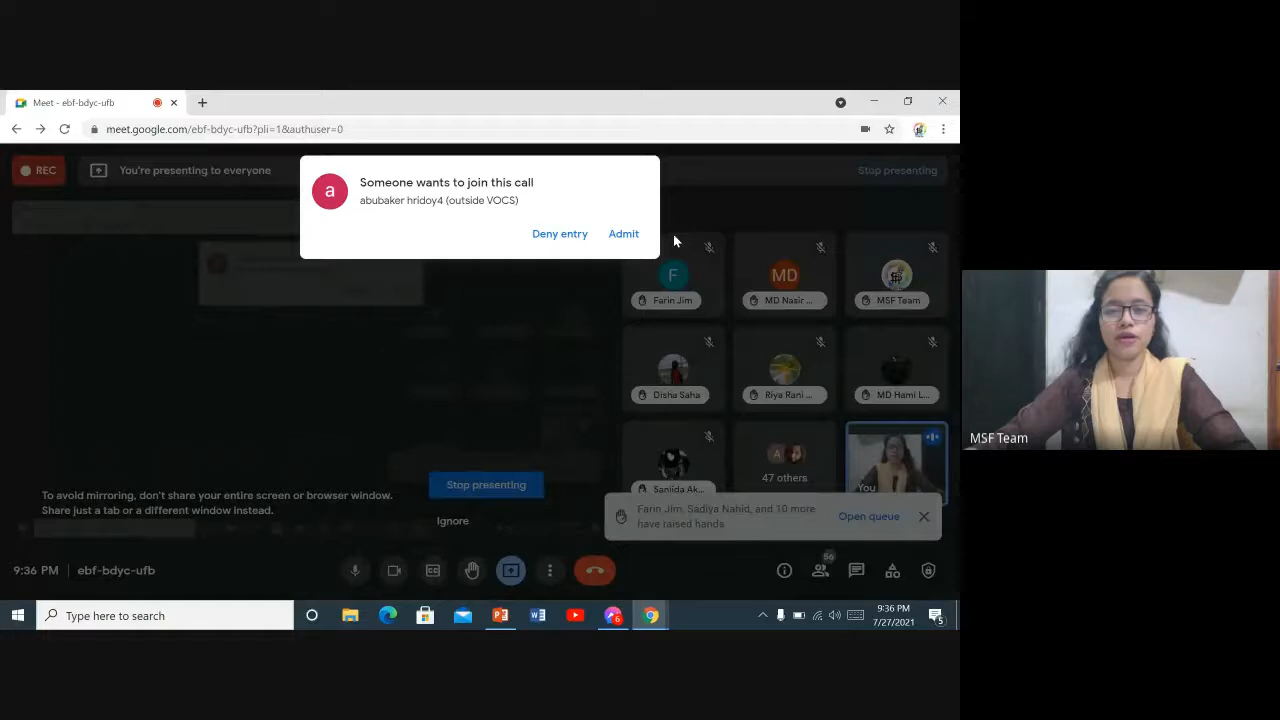 Meet - ebf-bdyc-ufb
meet.google.com/ebf-bdyc-ufb?pli=1&authuser=0
REC
You're presenting to everyone
Stop presenting
Someone wants to join this call
a
abubaker hridoy4 (outside VOCS)
Deny entry
Admit
F
MD
Farin Jim
MD Nasir ...
MSF Team
Disha Saha
Riya Rani ...
MD Hami L...
A
47 others
Sanjida Ak...
You
To avoid mirroring, don't share your entire screen or browser window.
Share just a tab or a different window instead.
Stop presenting
Ignore
Farin Jim, Sadiya Nahid, and 10 more
have raised hands
Open queue
9:36 PM | ebf-bdyc-ufb
56
Type here to search
6
9:36 PM
7/27/2021
5
MSF Team